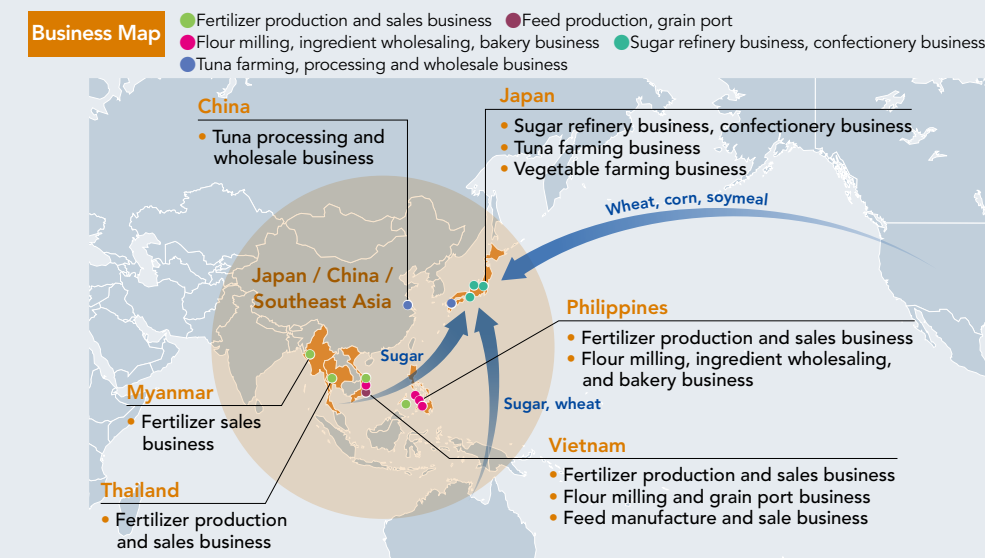 Business Map
Fertilizer production and sales business
Feed production, grain port
Flour milling, ingredient wholesaling, bakery business
Sugar refinery business, confectionery business
Tuna farming, processing and wholesale business
China
• Tuna processing and
wholesale business
Japan
• Sugar refinery business, confectionery business
• Tuna farming business
• Vegetable farming business
Wheat, corn, soymeal
Japan / China /
Southeast Asia
Philippines
• Fertilizer production and sales business
• Flour milling, ingredient wholesaling,
and bakery business
Sugar
Sugar, wheat
Myanmar
• Fertilizer sales
business
Vietnam
• Fertilizer production and sales business
• Flour milling and grain port business
• Feed manufacture and sale business
Thailand
• Fertilizer production
and sales business